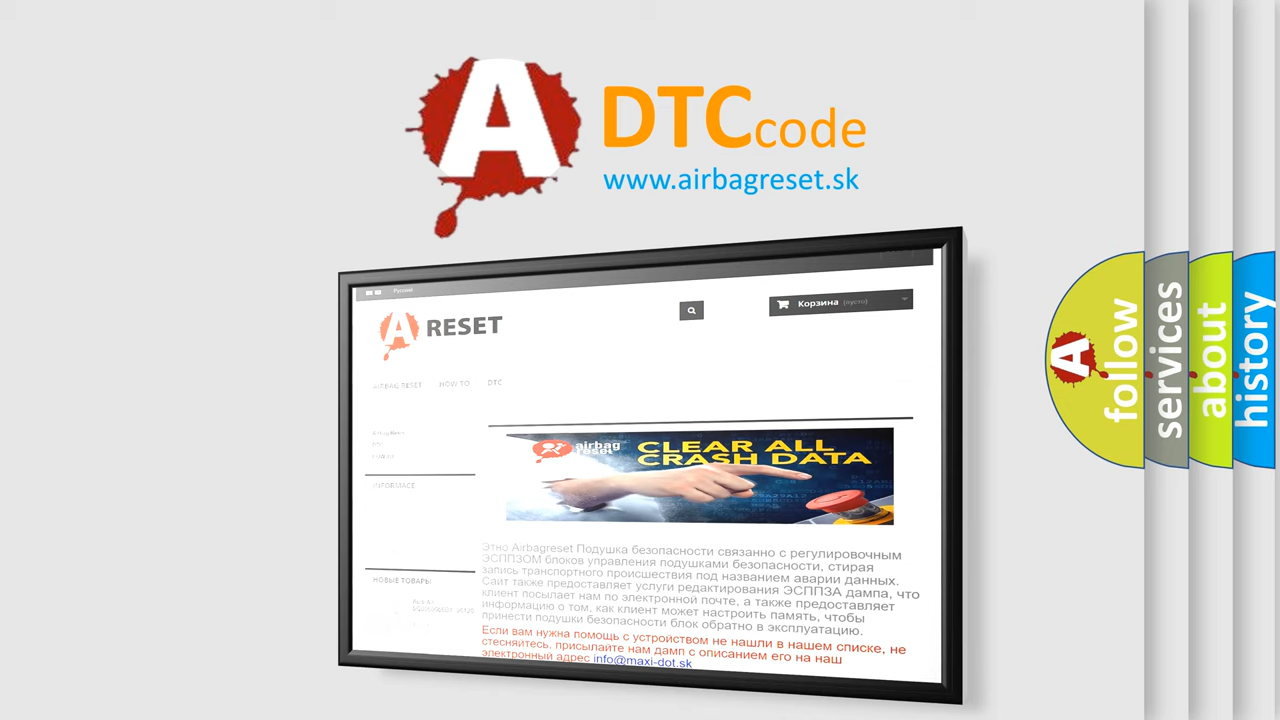 A DTC code
www.airbagreset.sk
Русский
A RESET
Корзина (пусто)
AIRBAG RESET HOW TO DTC
INFORMACE
airbag
reset
CLEAR ALL
CRASH DATA
НОВЫЕ ТОВАРЫ
Этно Airbagreset Подушка безопасности связанно с регулировочным
ЭСППЗОМ блоков управления подушками безопасности, стирая
запись транспортного происшествия под названием аварии данных.
Сайт также предоставляет услуги редактирования ЭСППЗА дампа, что
клиент посылает нам по электронной почте, а также предоставляет
информацию о том, как клиент может настроить память, чтобы
принести подушки безопасности блок обратно в эксплуатацию.
Если вам нужна помощь с устройством не нашли в нашем списке, не
стесняйтесь, присылайте нам дамп с описанием его на наш
электронный адрес info@maxi-dot.sk
A follow
services
about
history